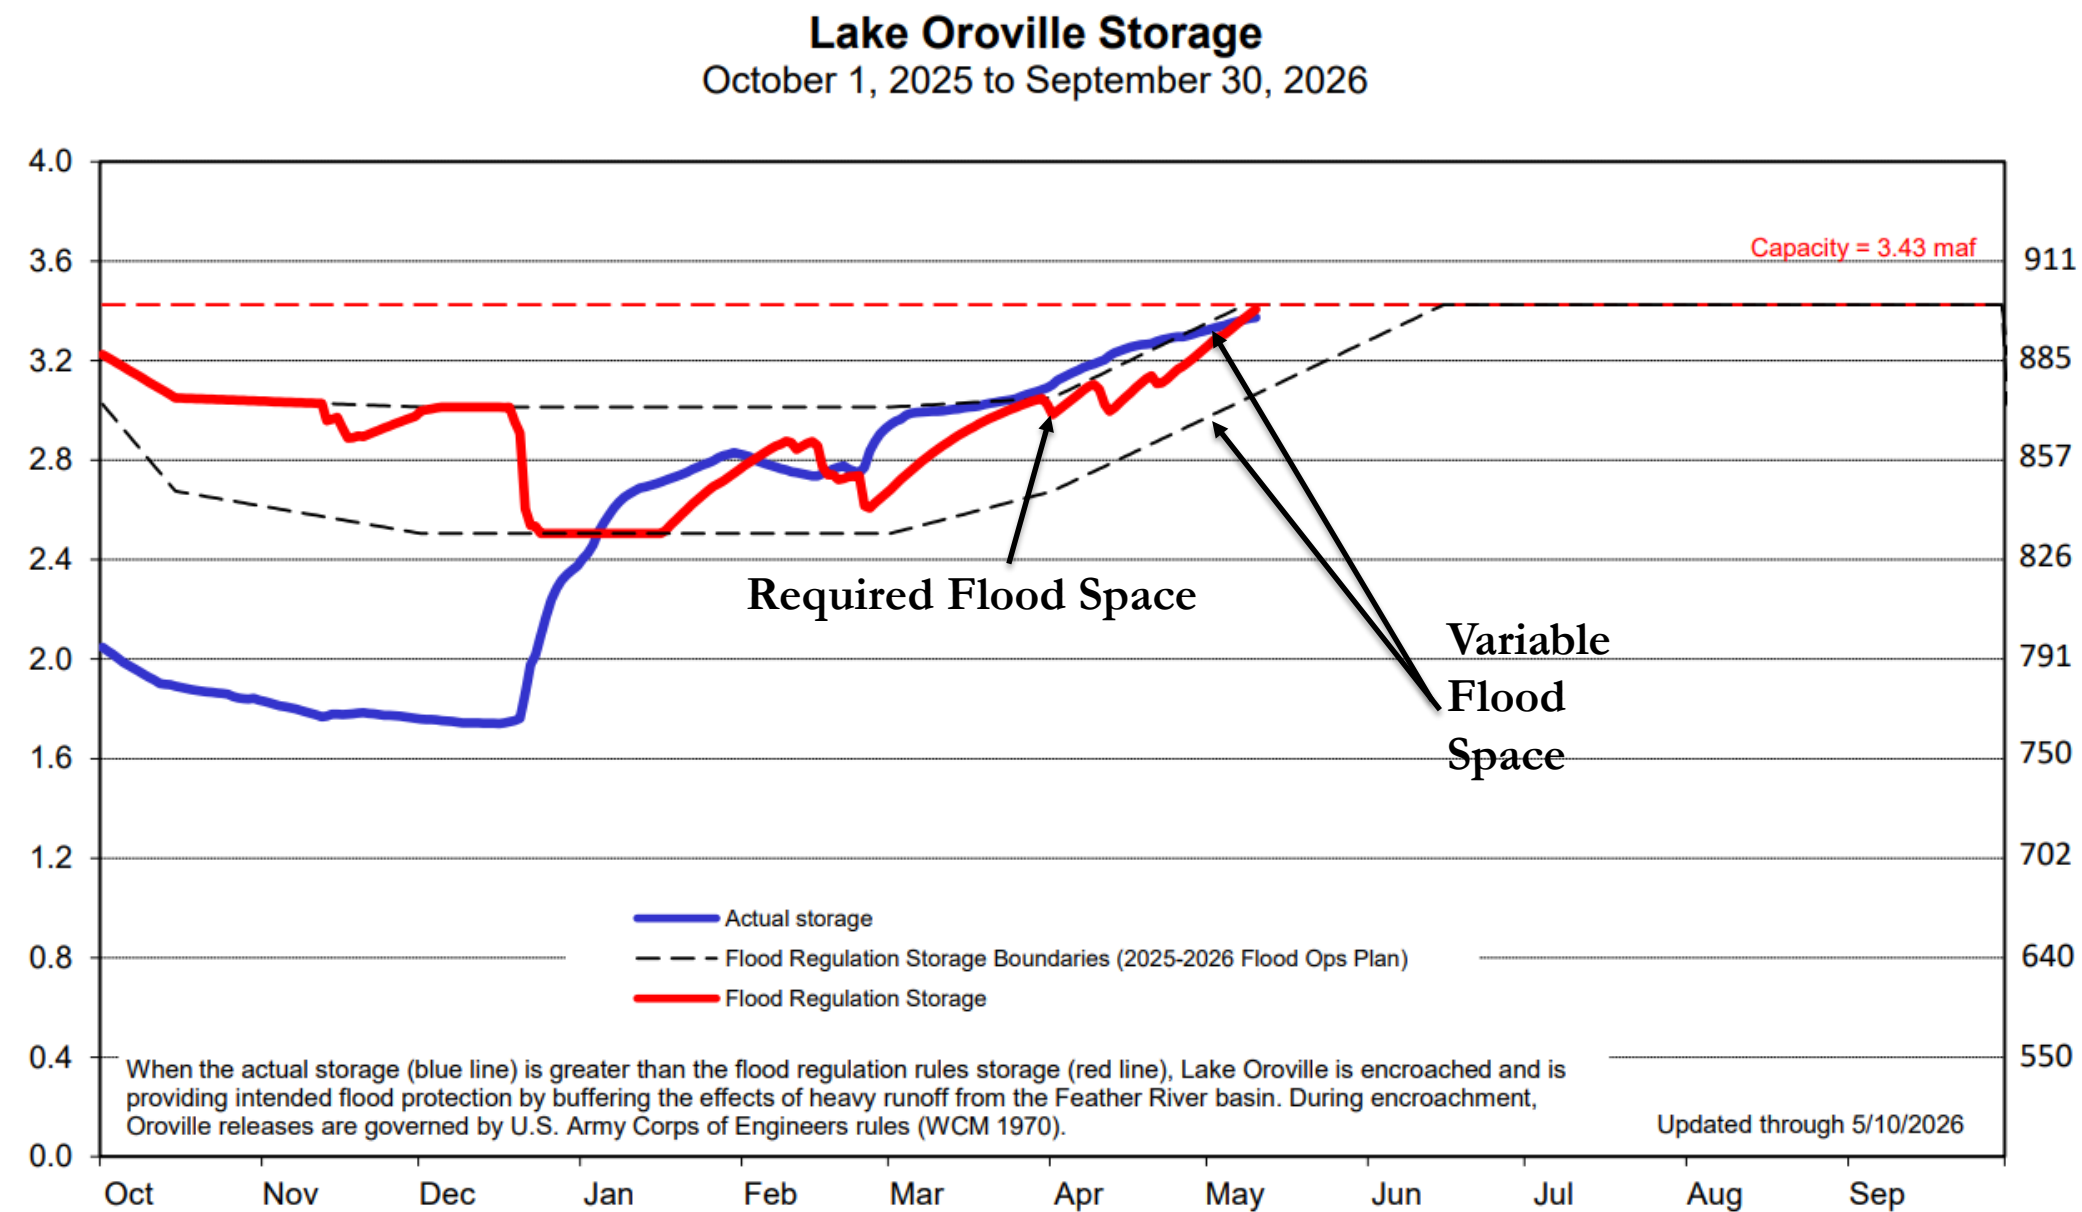 Lake Oroville Storage
October 1, 2025 to September 30, 2026
4.0
3.6
3.2
2.8
2.4
2.0
1.6
1.2
0.8
0.4
0.0
Capacity = 3.43 maf
911
885
857
826
791
750
702
640
550
Required Flood Space
Variable
Flood
Space
Actual storage
Flood Regulation Storage Boundaries (2025-2026 Flood Ops Plan)
Flood Regulation Storage
When the actual storage (blue line) is greater than the flood regulation rules storage (red line), Lake Oroville is encroached and is
providing intended flood protection by buffering the effects of heavy runoff from the Feather River basin. During encroachment,
Oroville releases are governed by U.S. Army Corps of Engineers rules (WCM 1970).
Updated through 5/10/2026
Oct Nov Dec Jan Feb Mar Apr May Jun Jul Aug Sep